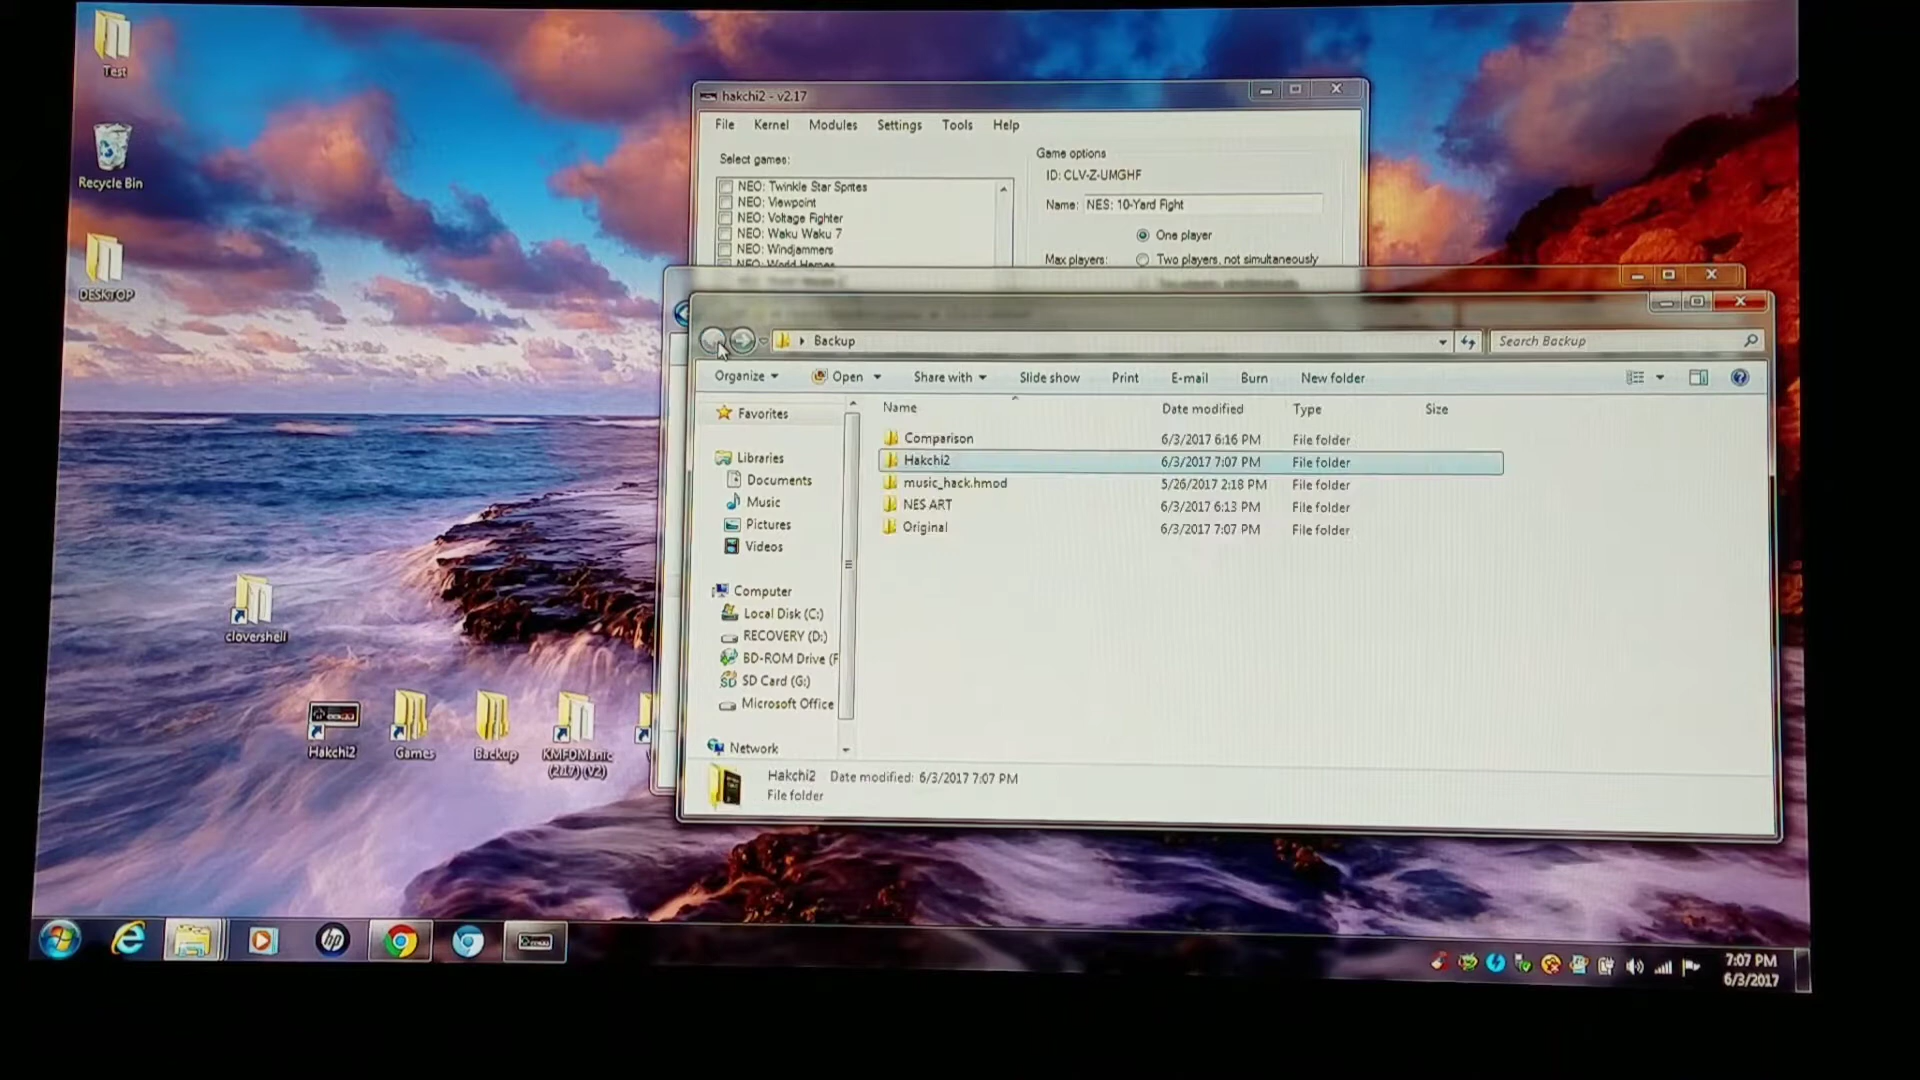 Test
Recycle Bin
DESKTOP
clovershell
Hakchi2
Games
Backup
KMFDManic
(2.17) (V2)
hakchi2 - v2.17
File Kernel Modules Settings Tools Help
Select games:
NEO: Twinkle Star Sprites
NEO: Viewpoint
NEO: Voltage Fighter
NEO: Waku Waku 7
NEO: Windjammers
NEO: World Heroes
Game options
ID: CLV-Z-UMGHF
Name: NES: 10-Yard Fight
One player
Max players: Two players, not simultaneously
Backup
Search Backup
Organize Open Share with Slide show Print E-mail Burn New folder
Name Date modified Type Size
Comparison 6/3/2017 6:16 PM File folder
Hakchi2 6/3/2017 7:07 PM File folder
music_hack.hmod 5/26/2017 2:18 PM File folder
NES ART 6/3/2017 6:13 PM File folder
Original 6/3/2017 7:07 PM File folder
Favorites
Libraries
Documents
Music
Pictures
Videos
Computer
Local Disk (C:)
RECOVERY (D:)
BD-ROM Drive (F
SD Card (G:)
Microsoft Office
Network
Hakchi2 Date modified: 6/3/2017 7:07 PM
File folder
hp
7:07 PM
6/3/2017